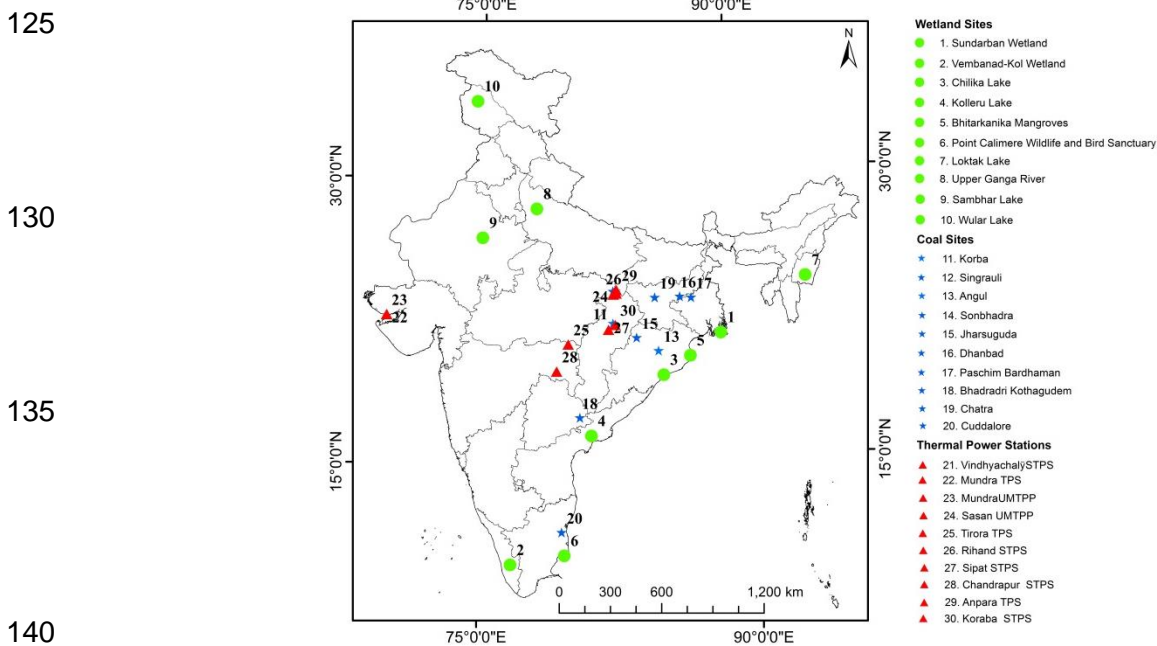 125
130
135
140
75°0'0"E 90°0'0"E
N
30°0'0"N 30°0'0"N
15°0'0"N 15°0'0"N
10
8
9
7
26 29
24
19 16 17
23
22
11 30
27
15
1
25
13
5
28
3
18
4
20
2
6
0 300 600 1,200 km
75°0'0"E 90°0'0"E
Wetland Sites
1. Sundarban Wetland
2. Vembanad-Kol Wetland
3. Chilika Lake
4. Kolleru Lake
5. Bhitarkanika Mangroves
6. Point Calimere Wildlife and Bird Sanctuary
7. Loktak Lake
8. Upper Ganga River
9. Sambhar Lake
10. Wular Lake
Coal Sites
11. Korba
12. Singrauli
13. Angul
14. Sonbhadra
15. Jharsuguda
16. Dhanbad
17. Paschim Bardhaman
18. Bhadradri Kothagudem
19. Chatra
20. Cuddalore
Thermal Power Stations
21. VindhyachalýSTPS
22. Mundra TPS
23. MundraUMTPP
24. Sasan UMTPP
25. Tirora TPS
26. Rihand STPS
27. Sipat STPS
28. Chandrapur STPS
29. Anpara TPS
30. Koraba STPS